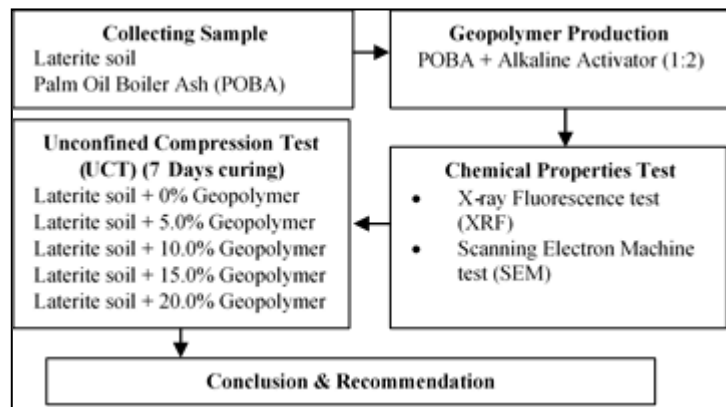 Collecting Sample
Laterite soil
Palm Oil Boiler Ash (POBA)
Geopolymer Production
POBA + Alkaline Activator (1:2)
Chemical Properties Test
• X-ray Fluorescence test
(XRF)
• Scanning Electron Machine
test (SEM)
Unconfined Compression Test
(UCT) (7 Days curing)
Laterite soil + 0% Geopolymer
Laterite soil + 5.0% Geopolymer
Laterite soil + 10.0% Geopolymer
Laterite soil + 15.0% Geopolymer
Laterite soil + 20.0% Geopolymer
Conclusion & Recommendation